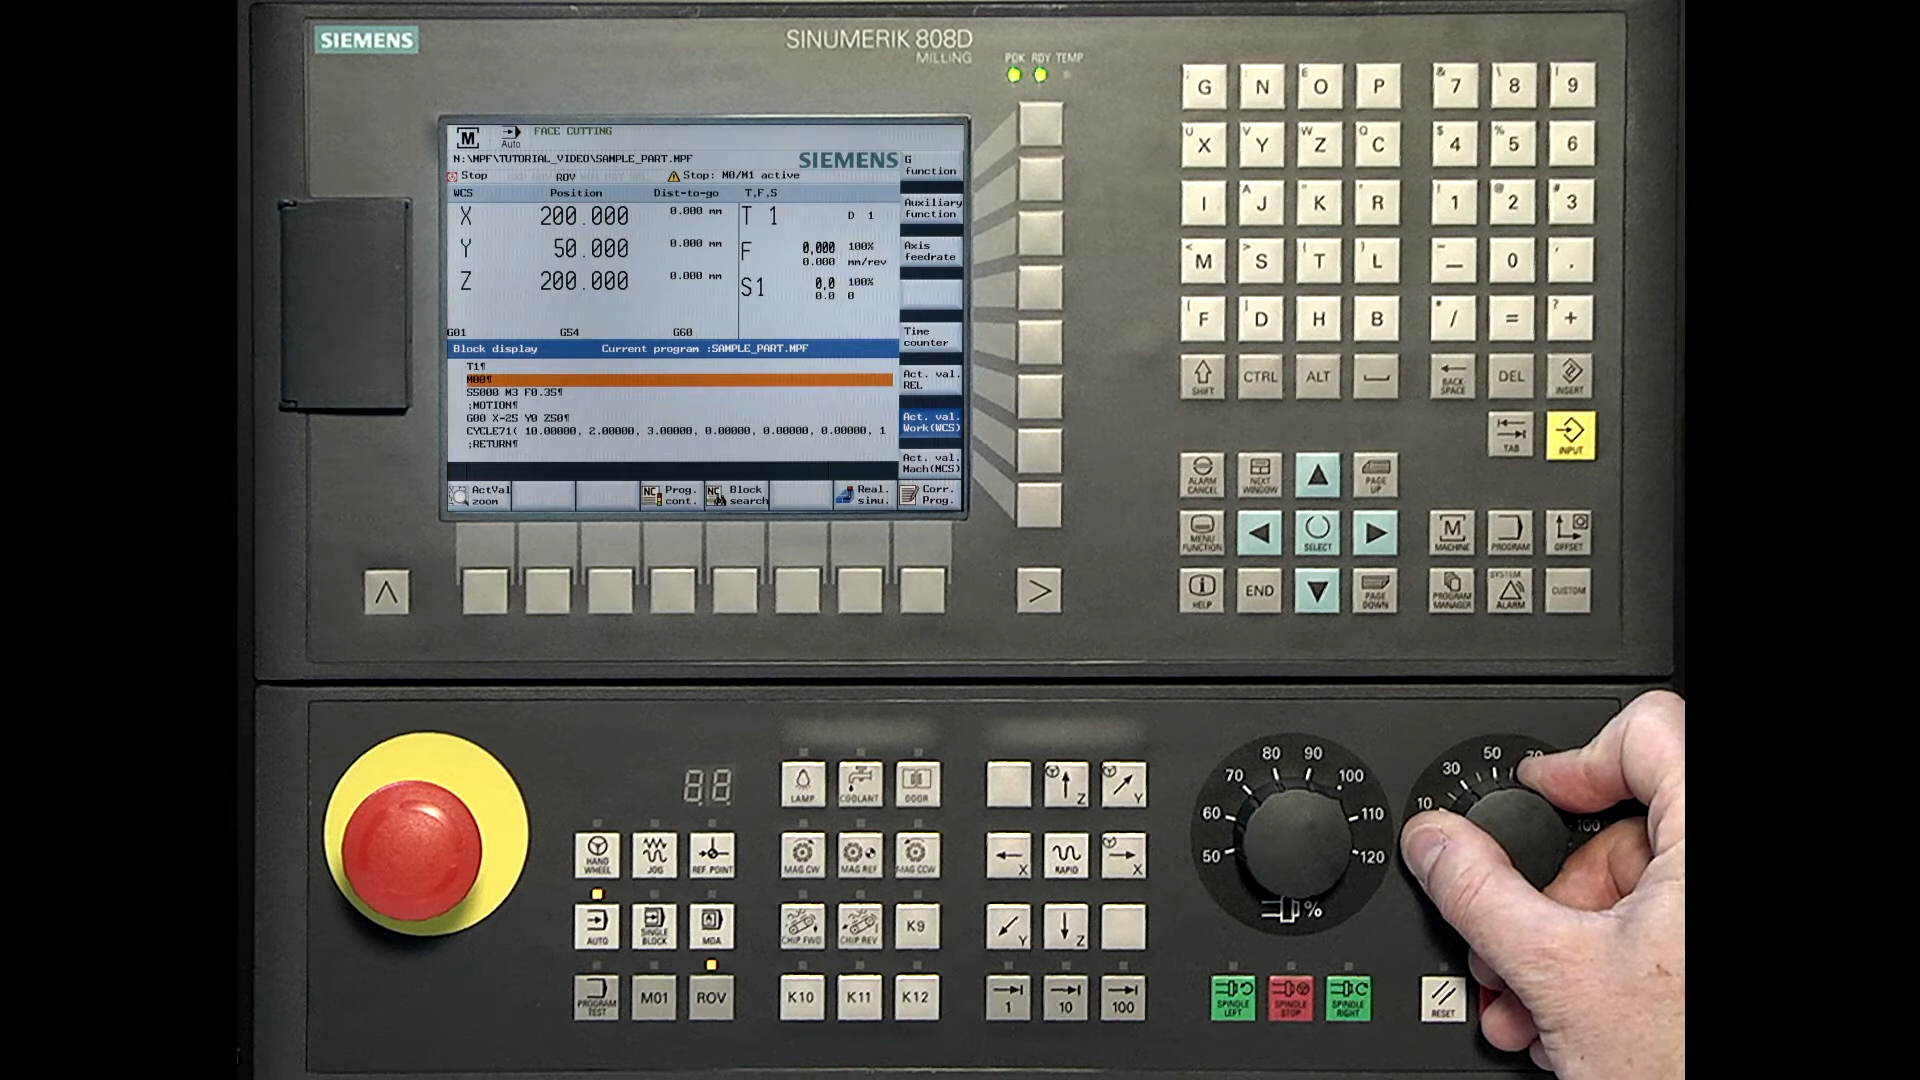 SIEMENS
SINUMERIK 808D
MILLING
POK RDY TEMP
M Auto FACE CUTTING
N:\MPF\TUTORIAL_VIDEO\SAMPLE_PART.MPF
SIEMENS
Stop ROV Stop: M0/M1 active
WCS Position Dist-to-go T,F,S
X 200.000 0.000 mm T 1 D 1
Y 50.000 0.000 mm F 0,000 100%
0.000 mm/rev
Z 200.000 0.000 mm S1 0,0 100%
0.0 0
G01 G54 G60
Block display Current program :SAMPLE_PART.MPF
T1¶
M00¶
S5000 M3 F0.35¶
;MOTION¶
G00 X-25 Y0 Z50¶
CYCLE71( 10.00000, 2.00000, 3.00000, 0.00000, 0.00000, 0.00000, 1
;RETURN¶
G function
Auxiliary function
Axis feedrate
Time counter
Act. val. REL
Act. val. Work(WCS)
Act. val. Mach(MCS)
ActVal zoom
NC Prog. cont.
NC Block search
Real. simu.
Corr. Prog.
; G N E O P & 7 \ 8 | 9
U X V Y W Z Q C $ 4 % 5 6
I A J " K ' R ! 1 @ 2 # 3
< M > S ( T ) L ~ _ 0 , .
[ F ] D H B * / = ? +
SHIFT CTRL ALT BACK SPACE DEL INSERT
TAB INPUT
ALARM CANCEL NEXT WINDOW PAGE UP
MENU FUNCTION SELECT M MACHINE PROGRAM OFFSET
HELP END PAGE DOWN PROGRAM MANAGER SYSTEM ALARM CUSTOM
LAMP COOLANT DOOR Z Y
HAND WHEEL JOG REF. POINT MAG CW MAG REF MAG CCW X RAPID X
AUTO SINGLE BLOCK MDA CHIP FWD CHIP REV K9 Y Z
PROGRAM TEST M01 ROV K10 K11 K12 1 10 100
50 60 70 80 90 100 110 120
%
10 30 50 70 100
SPINDLE LEFT SPINDLE STOP SPINDLE RIGHT RESET